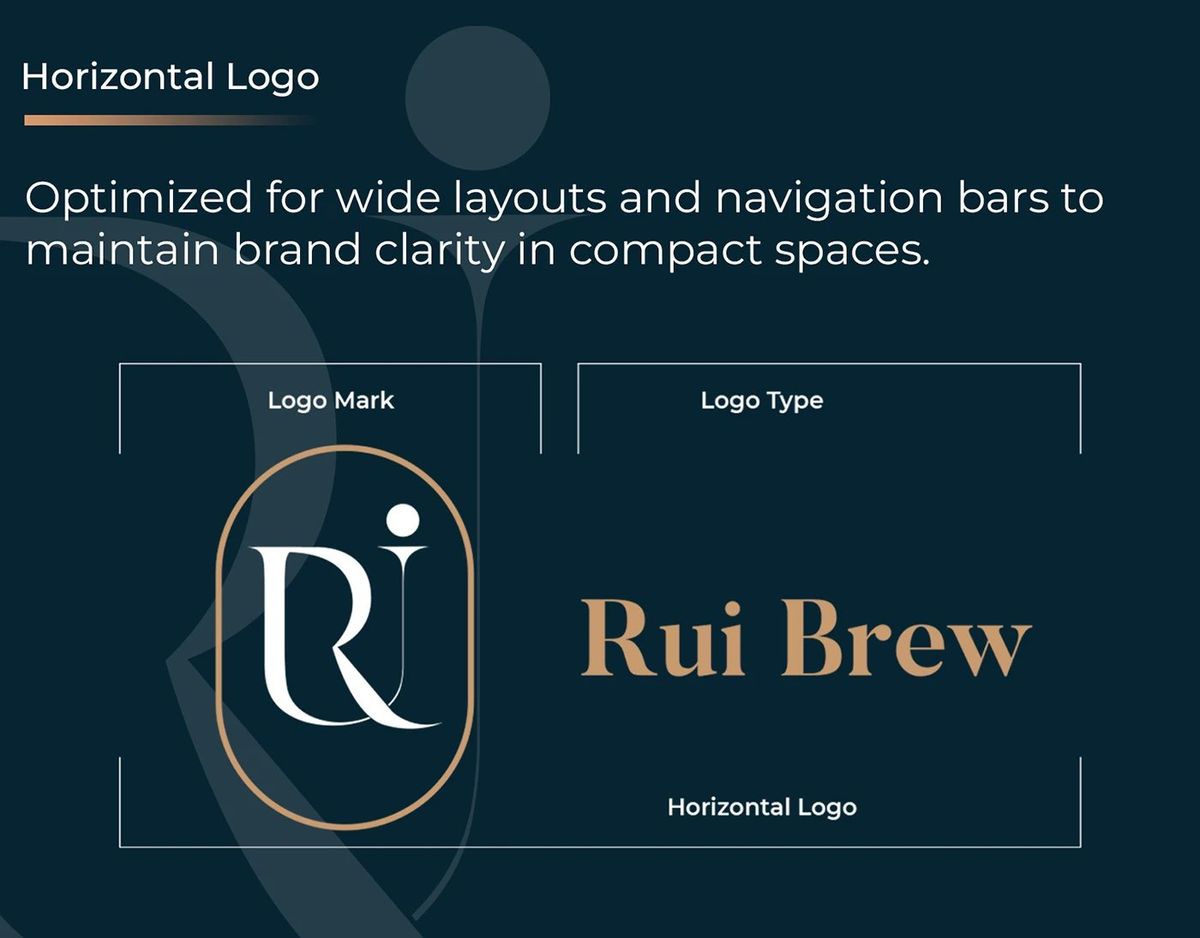 Horizontal Logo
Optimized for wide layouts and navigation bars to
maintain brand clarity in compact spaces.
Logo Mark
Logo Type
Rui
Rui Brew
Horizontal Logo